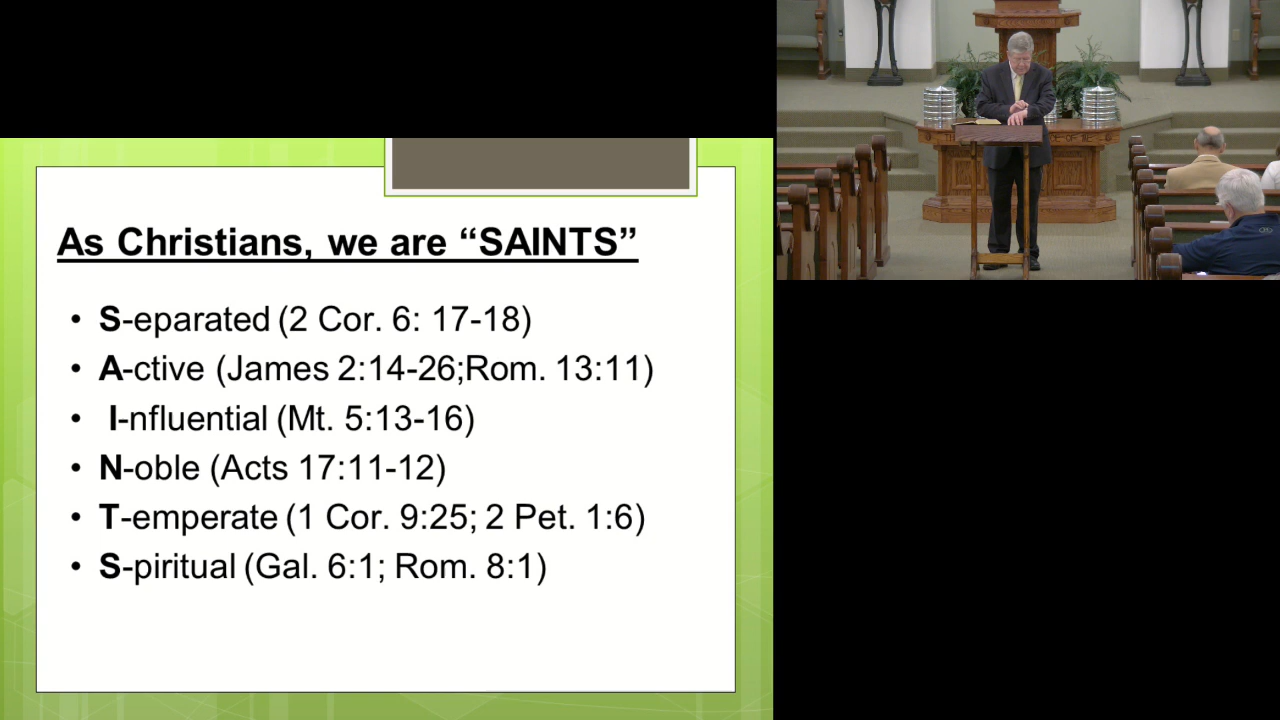 As Christians, we are “SAINTS”
• S-eparated (2 Cor. 6: 17-18)
• A-ctive (James 2:14-26;Rom. 13:11)
• I-nfluential (Mt. 5:13-16)
• N-oble (Acts 17:11-12)
• T-emperate (1 Cor. 9:25; 2 Pet. 1:6)
• S-piritual (Gal. 6:1; Rom. 8:1)